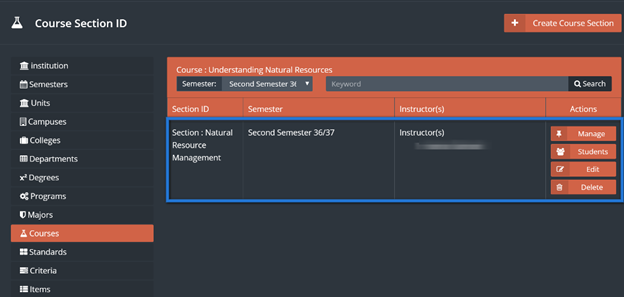 Course Section ID
Create Course Section
institution
Semesters
Units
Campuses
Colleges
Departments
x² Degrees
Programs
Majors
Courses
Standards
Criteria
Items
Course : Understanding Natural Resources
Semester: Second Semester 36 Keyword Search
Section ID Semester Instructor(s) Actions
Section : Natural Second Semester 36/37 Instructor(s) Manage
Resource Students
Management Edit
Delete